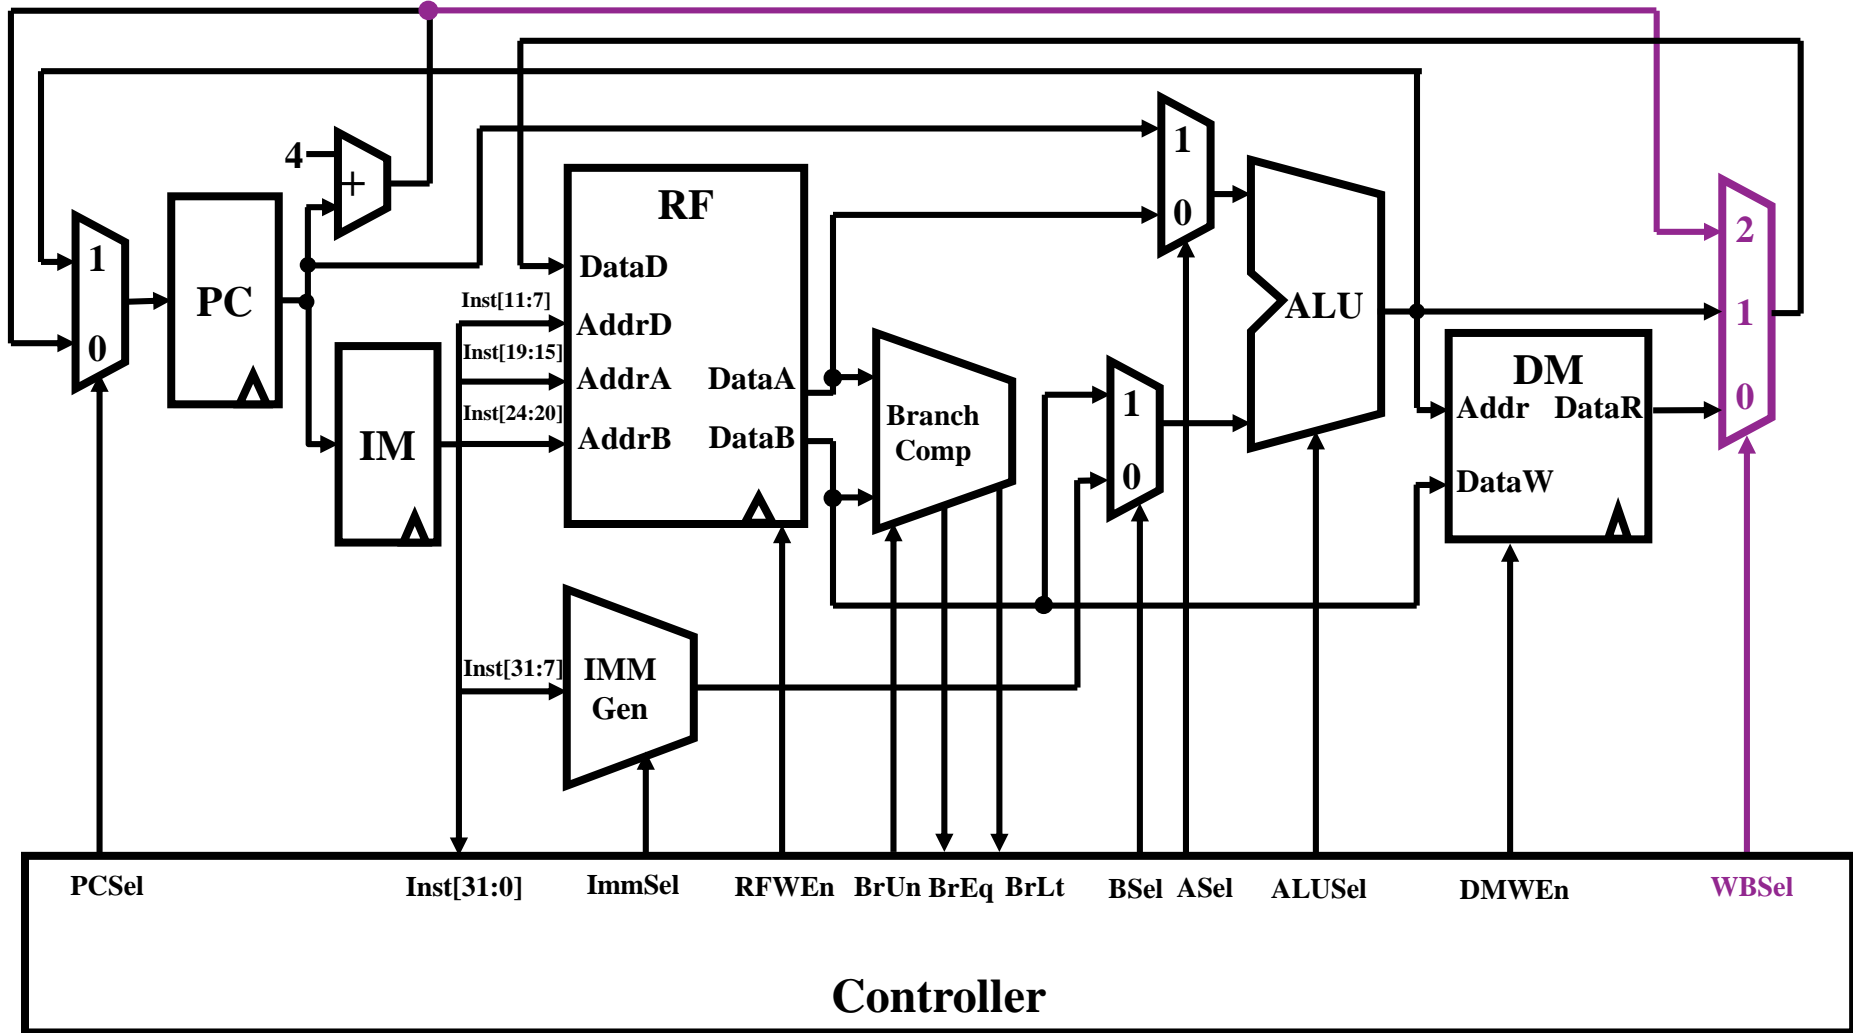 4
+
1
0
PC
IM
Inst[11:7]
Inst[19:15]
Inst[24:20]
Inst[31:7]
RF
DataD
AddrD
AddrA
AddrB
DataA
DataB
IMM
Gen
Branch
Comp
1
0
1
0
ALU
DM
Addr
DataR
DataW
2
1
0
PCSel
Inst[31:0]
ImmSel
RFWEn
BrUn
BrEq
BrLt
BSel
ASel
ALUSel
DMWEn
WBSel
Controller